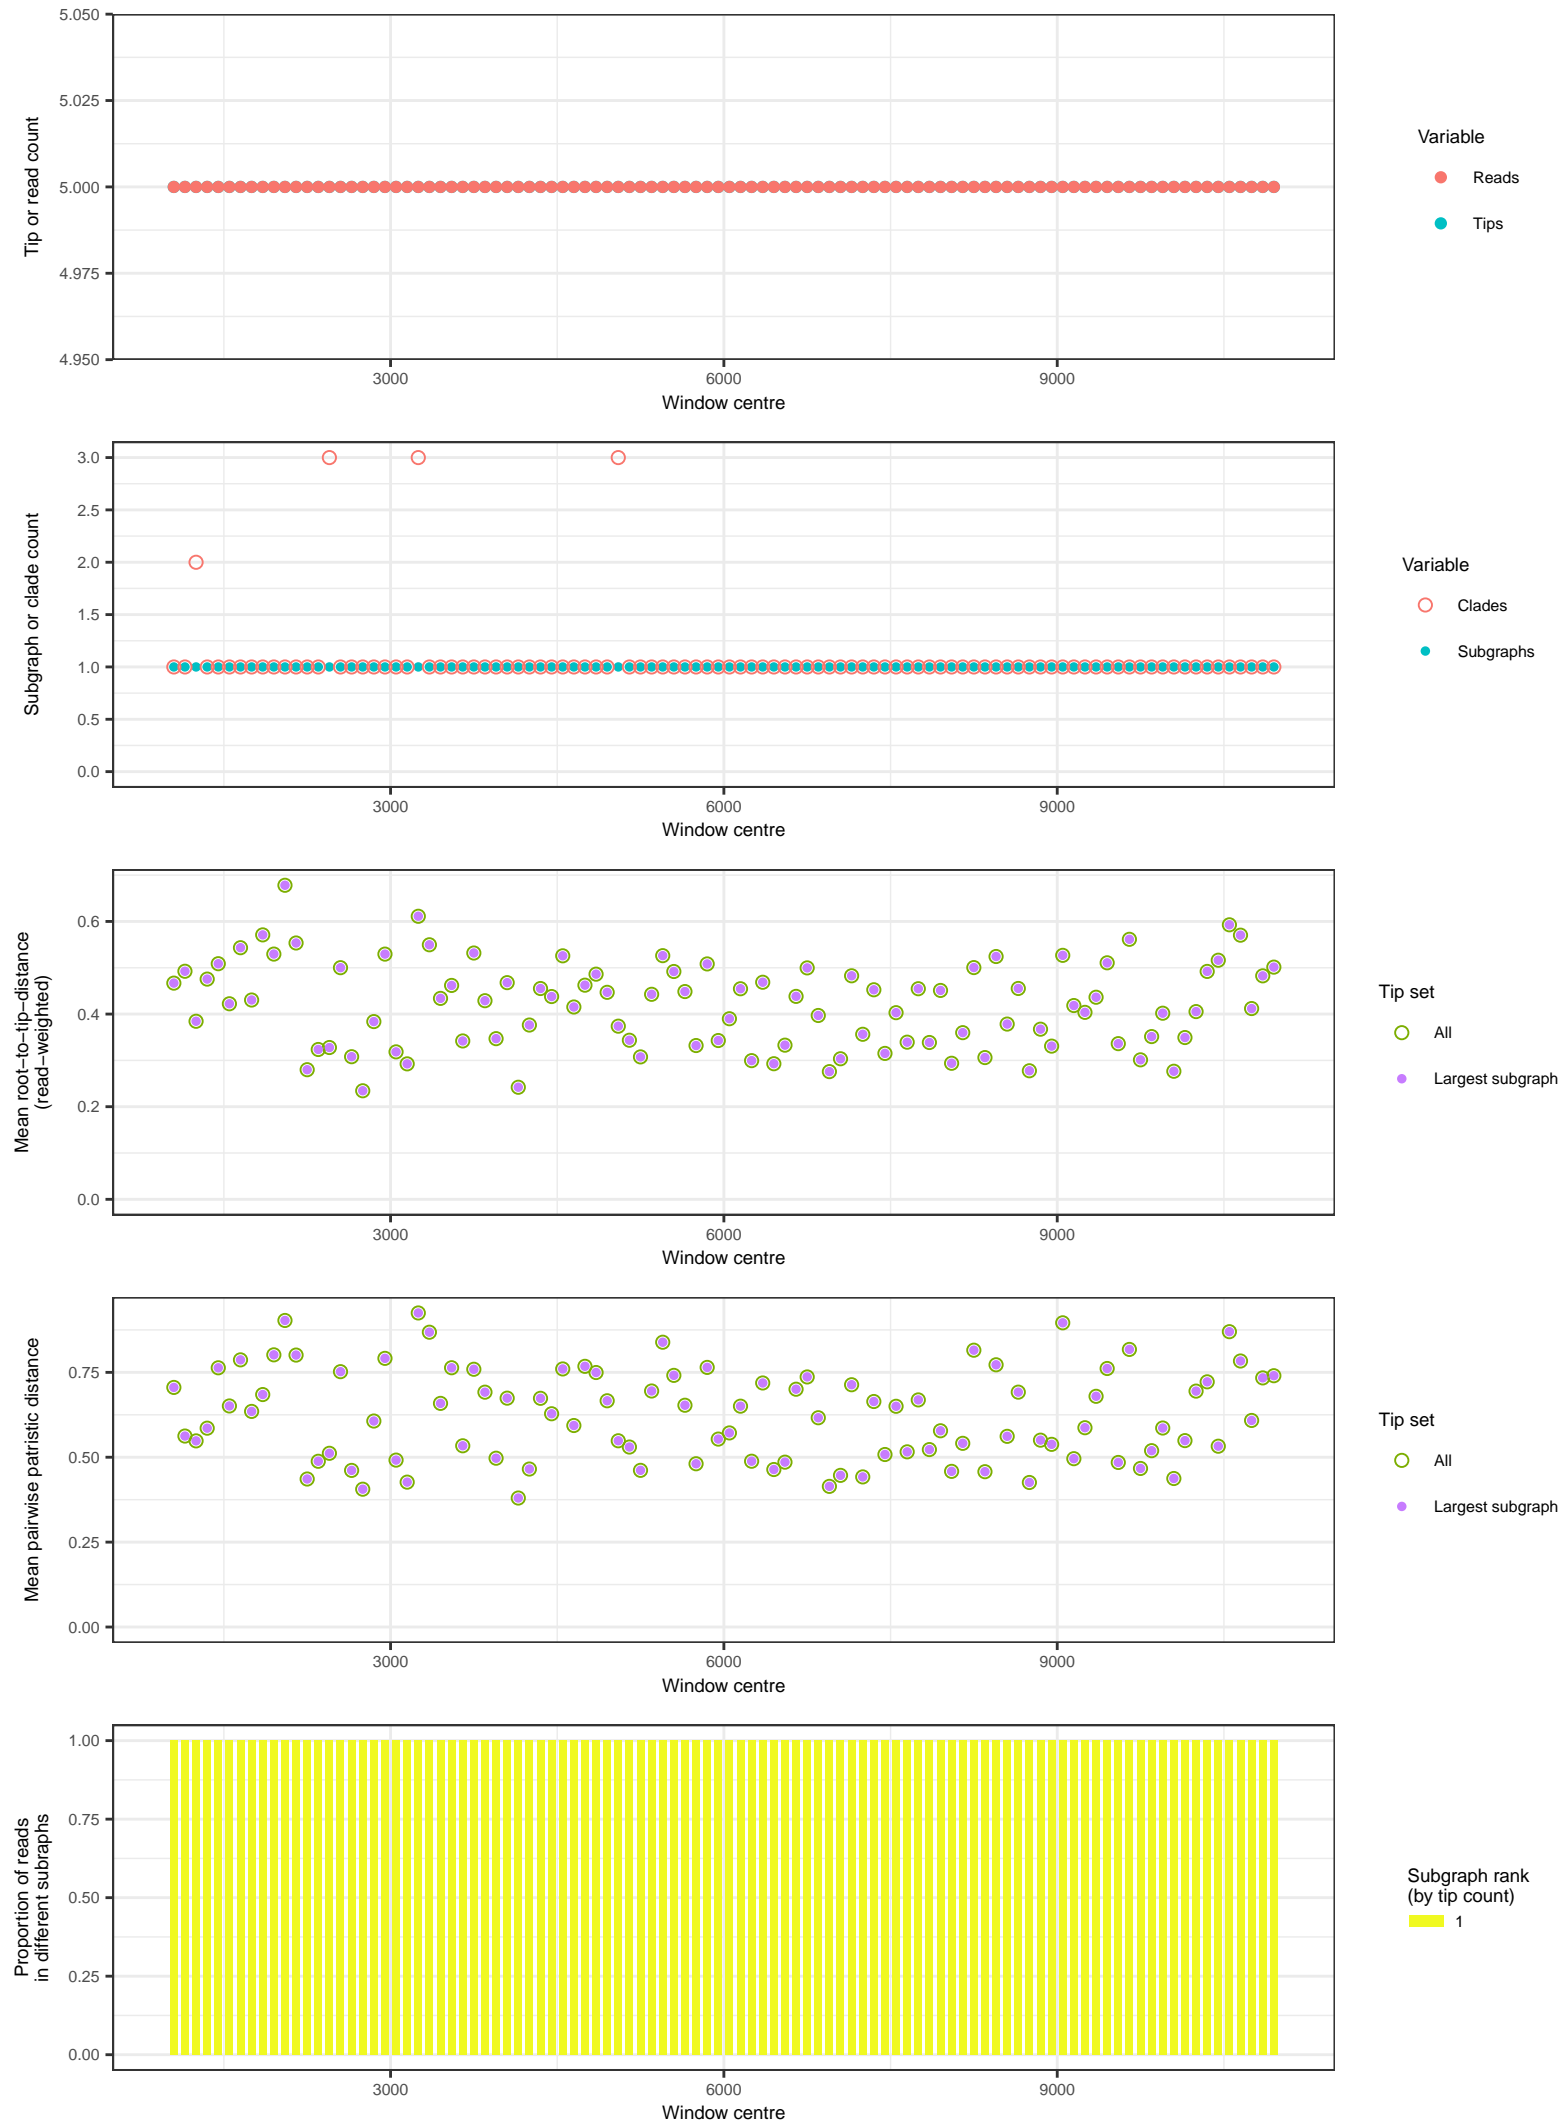 5.050
5.025
5.000
4.975
4.950
Tip or read count
3000
6000
9000
Window centre
Variable
Reads
Tips
3.0
2.5
2.0
1.5
1.0
0.5
0.0
Subgraph or clade count
3000
6000
9000
Window centre
Variable
Clades
Subgraphs
0.6
0.4
0.2
0.0
Mean root−to−tip−distance
(read−weighted)
3000
6000
9000
Window centre
Tip set
All
Largest subgraph
0.75
0.50
0.25
0.00
Mean pairwise patristic distance
3000
6000
9000
Window centre
Tip set
All
Largest subgraph
1.00
0.75
0.50
0.25
0.00
Proportion of reads
in different subraphs
3000
6000
9000
Window centre
Subgraph rank
(by tip count)
1